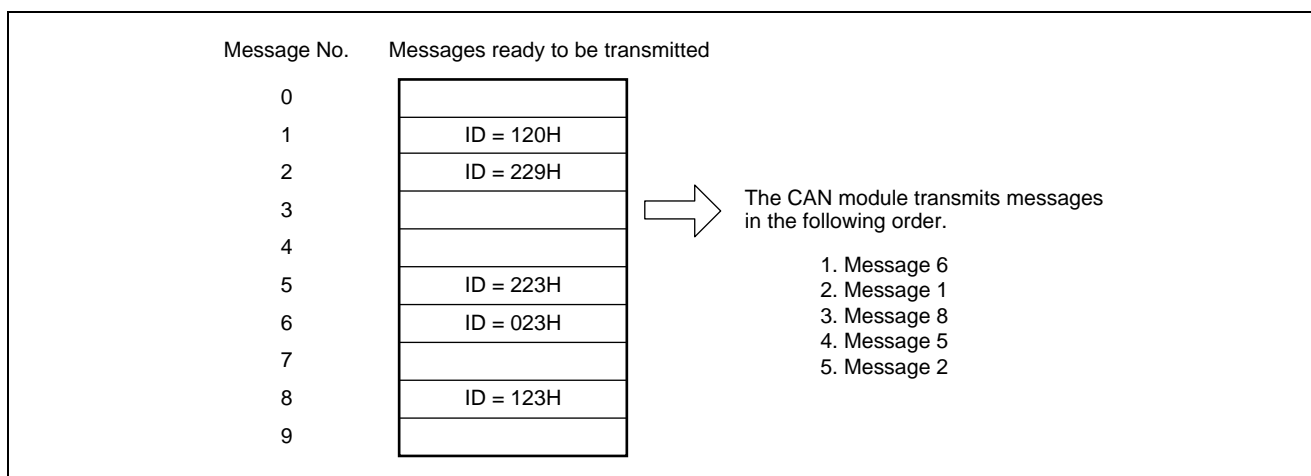 Message No. Messages ready to be transmitted
0
1 ID = 120H
2 ID = 229H
3
4
5 ID = 223H
6 ID = 023H
7
8 ID = 123H
9
The CAN module transmits messages
in the following order.
1. Message 6
2. Message 1
3. Message 8
4. Message 5
5. Message 2